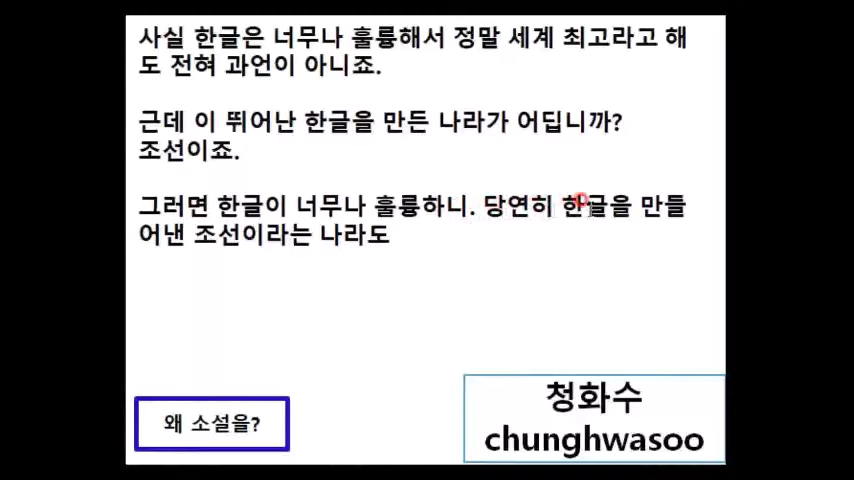 사실 한글은 너무나 훌륭해서 정말 세계 최고라고 해
도 전혀 과언이 아니죠.
근데 이 뛰어난 한글을 만든 나라가 어딥니까?
조선이죠.
그러면 한글이 너무나 훌륭하니. 당연히 한글을 만들
어낸 조선이라는 나라도
왜 소설을?
청화수
chunghwasoo